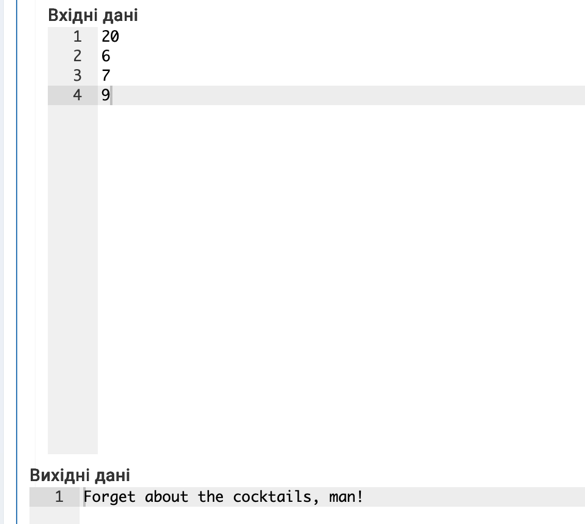 Вхідні дані
1 20
2 6
3 7
4 9
Вихідні дані
1 Forget about the cocktails, man!